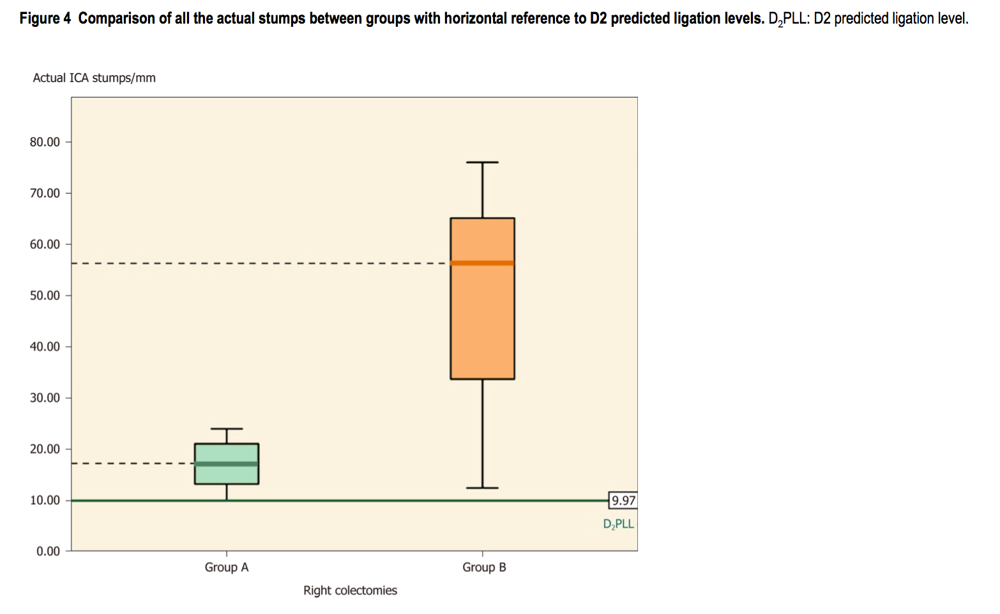 Figure 4 Comparison of all the actual stumps between groups with horizontal reference to D2 predicted ligation levels. D₂PLL: D2 predicted ligation level.
Actual ICA stumps/mm
80.00
70.00
60.00
50.00
40.00
30.00
20.00
10.00
9.97
D₂PLL
0.00
Group A Group B
Right colectomies